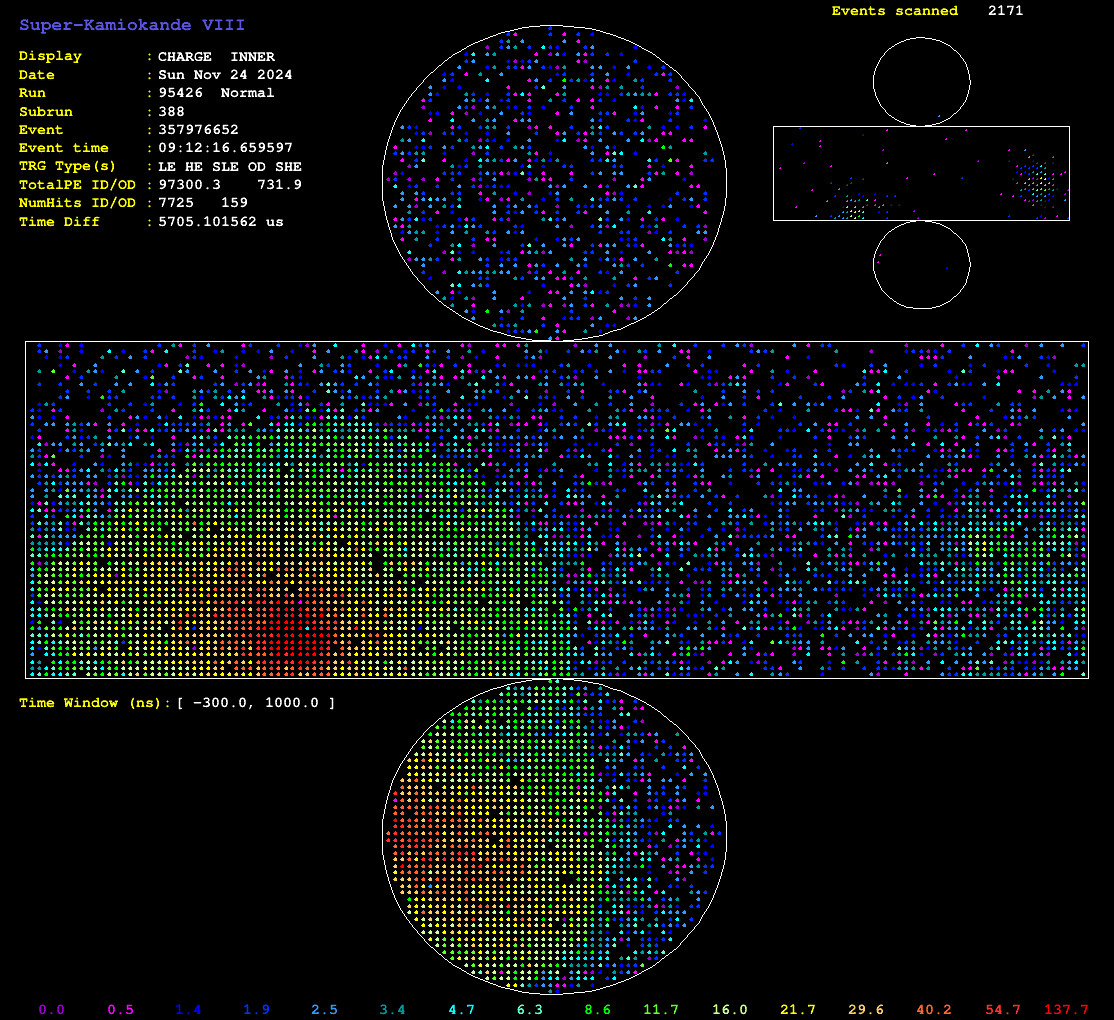 Super-Kamiokande VIII
Events scanned 2171
Display : CHARGE INNER
Date : Sun Nov 24 2024
Run : 95426 Normal
Subrun : 388
Event : 357976652
Event time : 09:12:16.659597
TRG Type(s) : LE HE SLE OD SHE
TotalPE ID/OD : 97300.3 731.9
NumHits ID/OD : 7725 159
Time Diff : 5705.101562 us
Time Window (ns): [ -300.0, 1000.0 ]
0.0 0.5 1.4 1.9 2.5 3.4 4.7 6.3 8.6 11.7 16.0 21.7 29.6 40.2 54.7 137.7